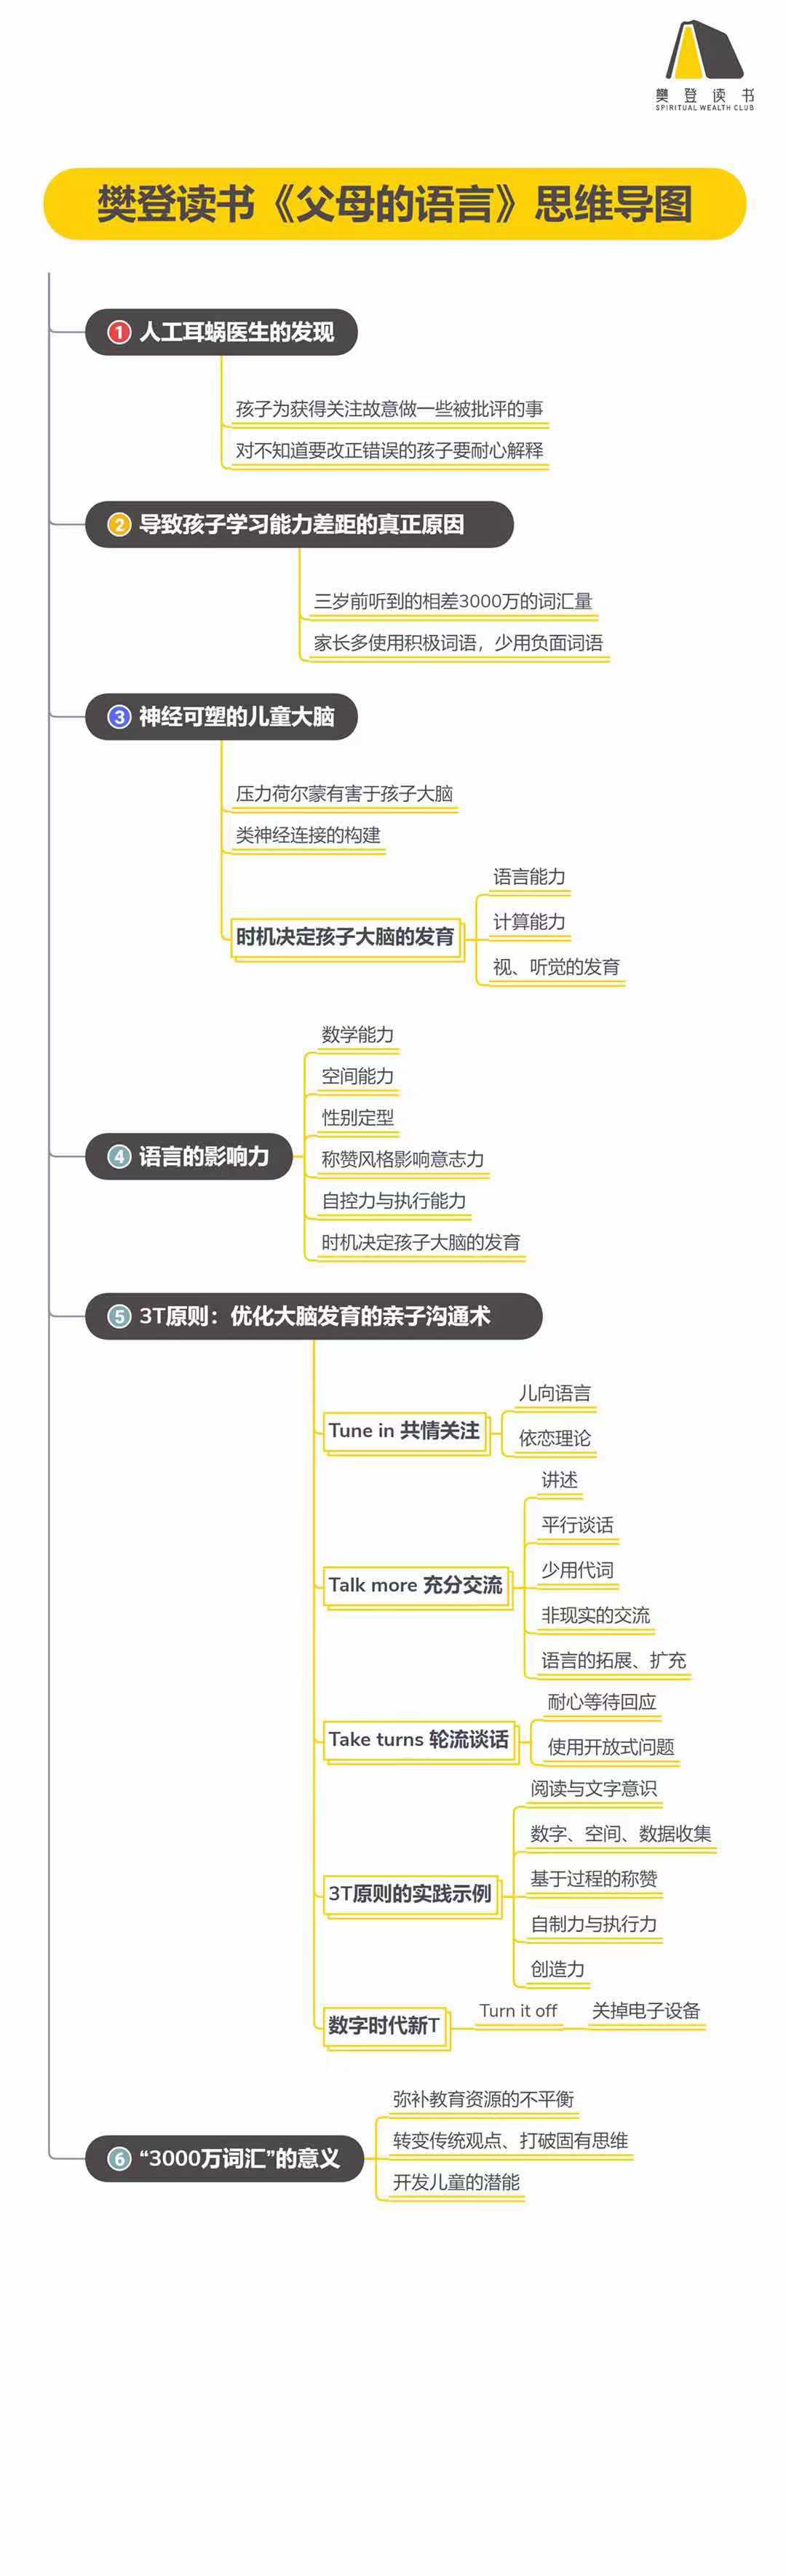 樊登读书
SPIRITUAL WEALTH CLUB
樊登读书《父母的语言》思维导图
1 人工耳蜗医生的发现
孩子为获得关注故意做一些被批评的事
对不知道要改正错误的孩子要耐心解释
2 导致孩子学习能力差距的真正原因
三岁前听到的相差3000万的词汇量
家长多使用积极词语，少用负面词语
3 神经可塑的儿童大脑
压力荷尔蒙有害于孩子大脑
类神经连接的构建
时机决定孩子大脑的发育
语言能力
计算能力
视、听觉的发育
4 语言的影响力
数学能力
空间能力
性别定型
称赞风格影响意志力
自控力与执行能力
时机决定孩子大脑的发育
5 3T原则：优化大脑发育的亲子沟通术
Tune in 共情关注
儿向语言
依恋理论
Talk more 充分交流
讲述
平行谈话
少用代词
非现实的交流
语言的拓展、扩充
Take turns 轮流谈话
耐心等待回应
使用开放式问题
3T原则的实践示例
阅读与文字意识
数字、空间、数据收集
基于过程的称赞
自制力与执行力
创造力
数字时代新T
Turn it off
关掉电子设备
6 “3000万词汇”的意义
弥补教育资源的不平衡
转变传统观点、打破固有思维
开发儿童的潜能